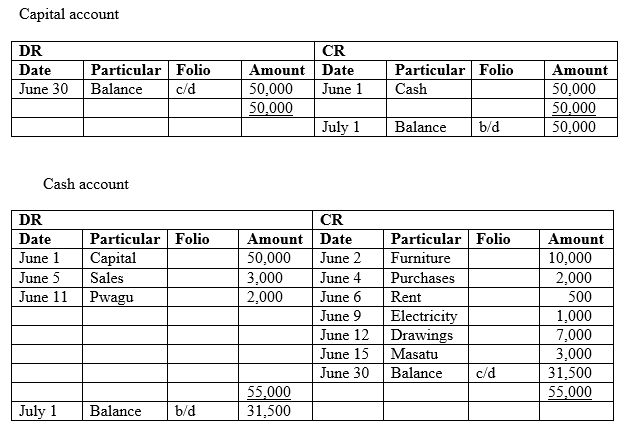 Capital account
DR CR
Date Particular Folio Amount Date Particular Folio Amount
June 30 Balance c/d 50,000 June 1 Cash 50,000
50,000 50,000
July 1 Balance b/d 50,000
Cash account
DR CR
Date Particular Folio Amount Date Particular Folio Amount
June 1 Capital 50,000 June 2 Furniture 10,000
June 5 Sales 3,000 June 4 Purchases 2,000
June 11 Pwagu 2,000 June 6 Rent 500
June 9 Electricity 1,000
June 12 Drawings 7,000
June 15 Masatu 3,000
June 30 Balance c/d 31,500
55,000 55,000
July 1 Balance b/d 31,500